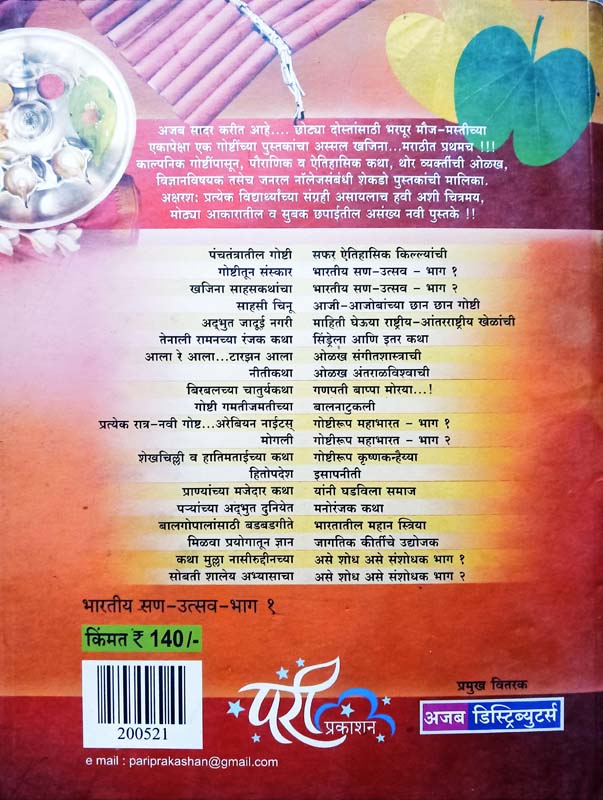 अजब सादर करीत आहे.... छोट्या दोस्तांसाठी भरपूर मौज-मस्तीच्या
एकापेक्षा एक गोष्टींच्या पुस्तकांचा अस्सल खजिना...मराठीत प्रथमच !!!
काल्पनिक गोष्टींपासून, पौराणिक व ऐतिहासिक कथा, थोर व्यक्तींची ओळख,
विज्ञानविषयक तसेच जनरल नॉलेजसंबंधी शेकडो पुस्तकांची मालिका.
अक्षरशः प्रत्येक विद्यार्थ्यांच्या संग्रही असायलाच हवी अशी चित्रमय,
मोठ्या आकारातील व सुबक छपाईतील असंख्य नवी पुस्तके !!
पंचतंत्रातील गोष्टी सफर ऐतिहासिक किल्ल्यांची
गोष्टीतून संस्कार भारतीय सण-उत्सव - भाग १
खजिना साहसकथांचा भारतीय सण-उत्सव - भाग २
साहसी चिनू आजी-आजोबांच्या छान छान गोष्टी
अद्‌भुत जादूई नगरी माहिती घेऊया राष्ट्रीय-आंतरराष्ट्रीय खेळांची
तेनाली रामनच्या रंजक कथा सिंड्रेला आणि इतर कथा
आला रे आला...टारझन आला ओळख संगीतशास्त्राची
नीतीकथा ओळख अंतराळविश्वाची
बिरबलच्या चातुर्यकथा गणपती बाप्पा मोरया...!
गोष्टी गमतीजमतीच्या बालनाटुकली
प्रत्येक रात्र-नवी गोष्ट...अरेबियन नाईटस् गोष्टीरूप महाभारत - भाग १
मोगली गोष्टीरूप महाभारत - भाग २
शेखचिल्ली व हातिमताईच्या कथा गोष्टीरूप कृष्णकन्हैय्या
हितोपदेश इसापनीती
प्राण्यांच्या मजेदार कथा यांनी घडविला समाज
पऱ्यांच्या अद्‌भुत दुनियेत मनोरंजक कथा
बालगोपालांसाठी बडबडगीते भारतातील महान स्त्रिया
मिळवा प्रयोगातून ज्ञान जागतिक कीर्तीचे उद्योजक
कथा मुल्ला नासीरुद्दीनच्या असे शोध असे संशोधक भाग १
सोबती शालेय अभ्यासाचा असे शोध असे संशोधक भाग २
भारतीय सण-उत्सव-भाग १
किंमत ₹ 140/-
200521
परी
प्रकाशन
प्रमुख वितरक
अजब डिस्ट्रिब्युटर्स
e mail : pariprakashan@gmail.com